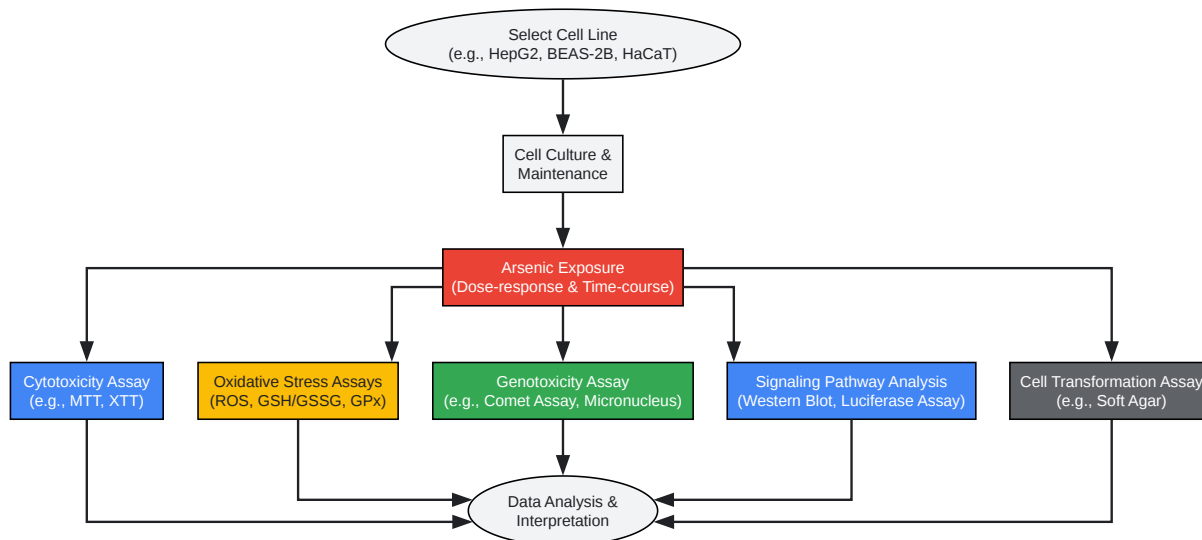 Select Cell Line
(e.g., HepG2, BEAS-2B, HaCaT)
Cell Culture &
Maintenance
Arsenic Exposure
(Dose-response & Time-course)
Cytotoxicity Assay
(e.g., MTT, XTT)
Oxidative Stress Assays
(ROS, GSH/GSSG, GPx)
Genotoxicity Assay
(e.g., Comet Assay, Micronucleus)
Signaling Pathway Analysis
(Western Blot, Luciferase Assay)
Cell Transformation Assay
(e.g., Soft Agar)
Data Analysis &
Interpretation